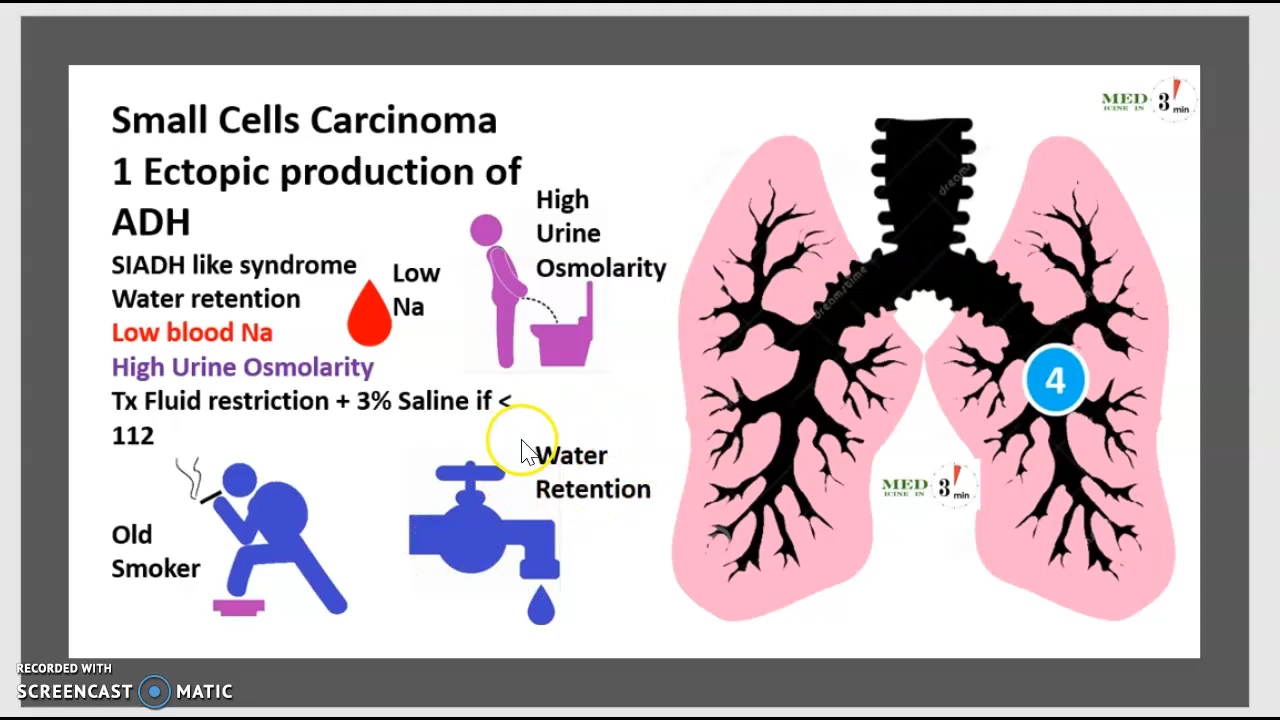 Small Cells Carcinoma
1 Ectopic production of
ADH
SIADH like syndrome
Water retention
Low blood Na
High Urine Osmolarity
Tx Fluid restriction + 3% Saline if <
112
Low
Na
High
Urine
Osmolarity
Old
Smoker
Water
Retention
MED
ICINE IN
3
min
dreamstime
dreamstime
4
MED
ICINE IN
3
min
RECORDED WITH
SCREENCAST MATIC